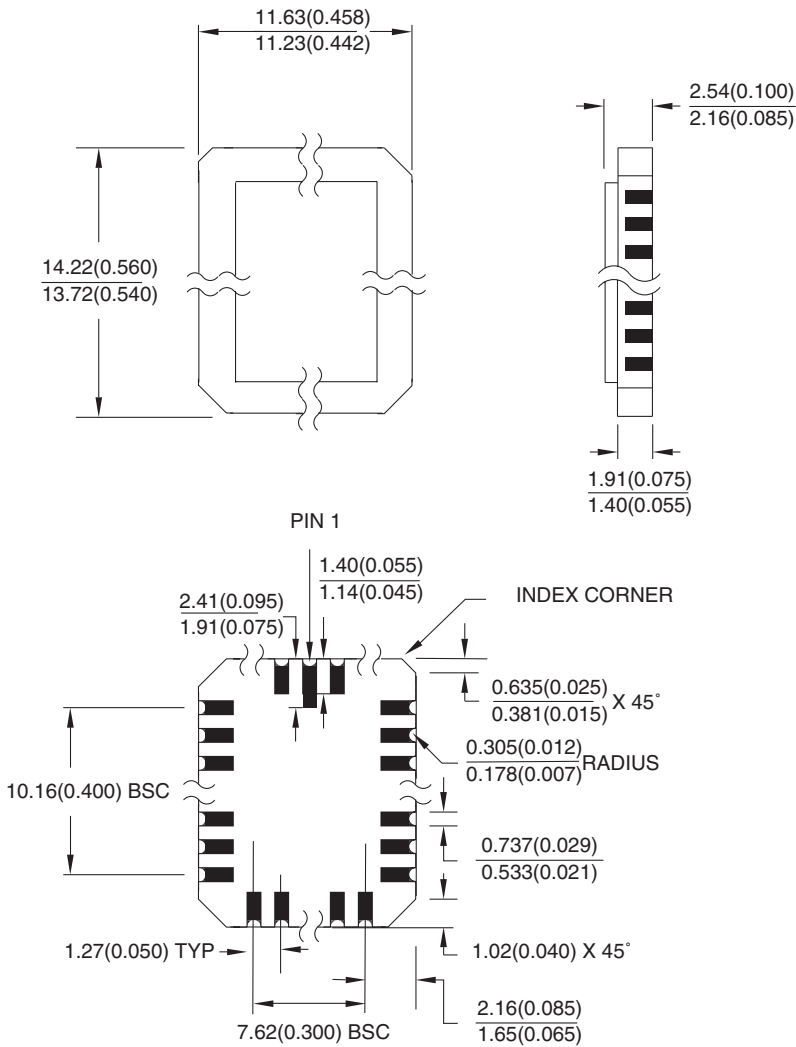 11.63(0.458)
11.23(0.442)
2.54(0.100)
2.16(0.085)
14.22(0.560)
13.72(0.540)
1.91(0.075)
1.40(0.055)
PIN 1
1.40(0.055)
1.14(0.045)
2.41(0.095)
1.91(0.075)
INDEX CORNER
0.635(0.025)
0.381(0.015) X 45°
0.305(0.012)
0.178(0.007) RADIUS
10.16(0.400) BSC
0.737(0.029)
0.533(0.021)
1.27(0.050) TYP
1.02(0.040) X 45°
2.16(0.085)
1.65(0.065)
7.62(0.300) BSC